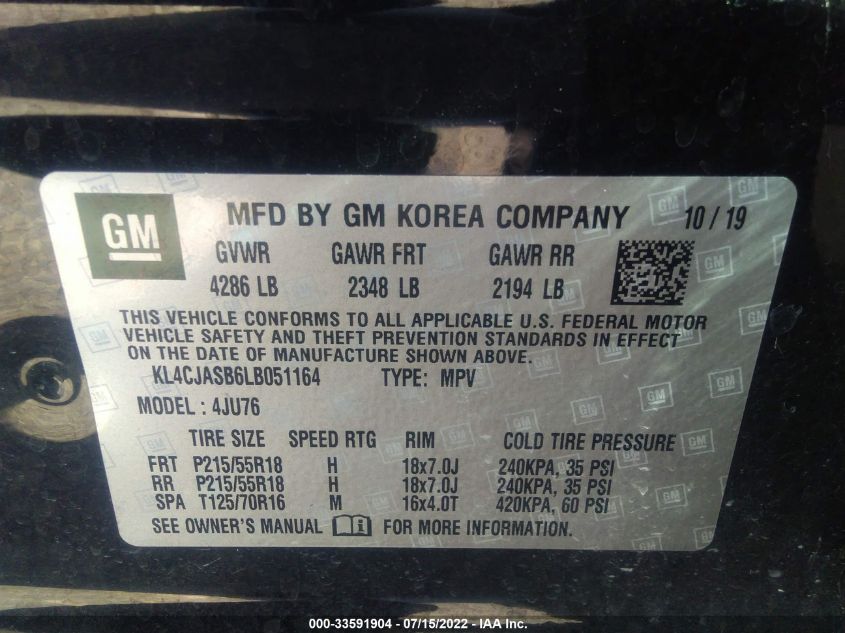 GM MFD BY GM KOREA COMPANY 10/19
GVWR GAWR FRT GAWR RR
4286 LB 2348 LB 2194 LB
THIS VEHICLE CONFORMS TO ALL APPLICABLE U.S. FEDERAL MOTOR
VEHICLE SAFETY AND THEFT PREVENTION STANDARDS IN EFFECT
ON THE DATE OF MANUFACTURE SHOWN ABOVE.
KL4CJASB6LB051164 TYPE: MPV
MODEL: 4JU76
TIRE SIZE SPEED RTG RIM COLD TIRE PRESSURE
FRT P215/55R18 H 18x7.0J 240KPA, 35 PSI
RR P215/55R18 H 18x7.0J 240KPA, 35 PSI
SPA T125/70R16 M 16x4.0T 420KPA, 60 PSI
SEE OWNER'S MANUAL FOR MORE INFORMATION.
000-33591904 - 07/15/2022 - IAA Inc.